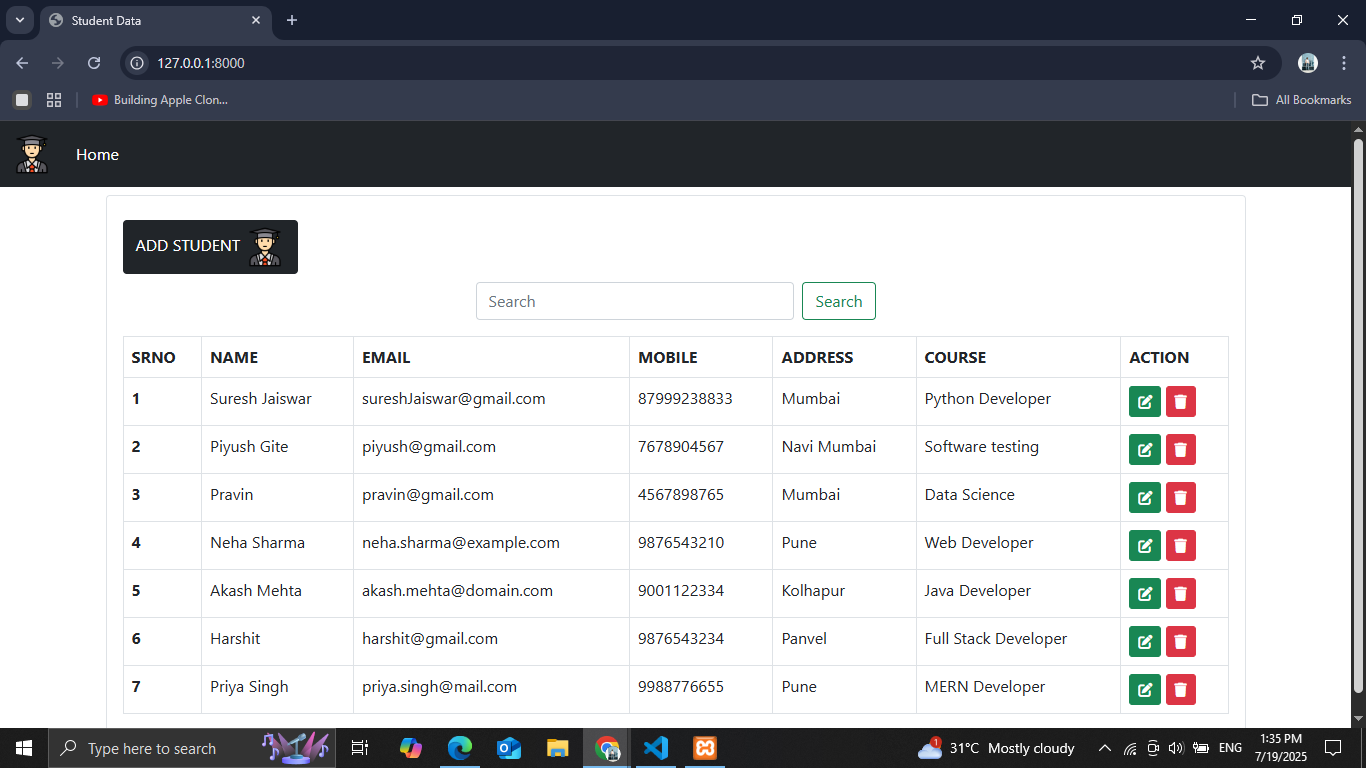 Student Data
127.0.0.1:8000
Building Apple Clon...
All Bookmarks
Home
ADD STUDENT
Search Search
SRNO NAME EMAIL MOBILE ADDRESS COURSE ACTION
1 Suresh Jaiswar sureshJaiswar@gmail.com 87999238833 Mumbai Python Developer
2 Piyush Gite piyush@gmail.com 7678904567 Navi Mumbai Software testing
3 Pravin pravin@gmail.com 4567898765 Mumbai Data Science
4 Neha Sharma neha.sharma@example.com 9876543210 Pune Web Developer
5 Akash Mehta akash.mehta@domain.com 9001122334 Kolhapur Java Developer
6 Harshit harshit@gmail.com 9876543234 Panvel Full Stack Developer
7 Priya Singh priya.singh@mail.com 9988776655 Pune MERN Developer
Type here to search
1
31°C Mostly cloudy
ENG
1:35 PM
7/19/2025